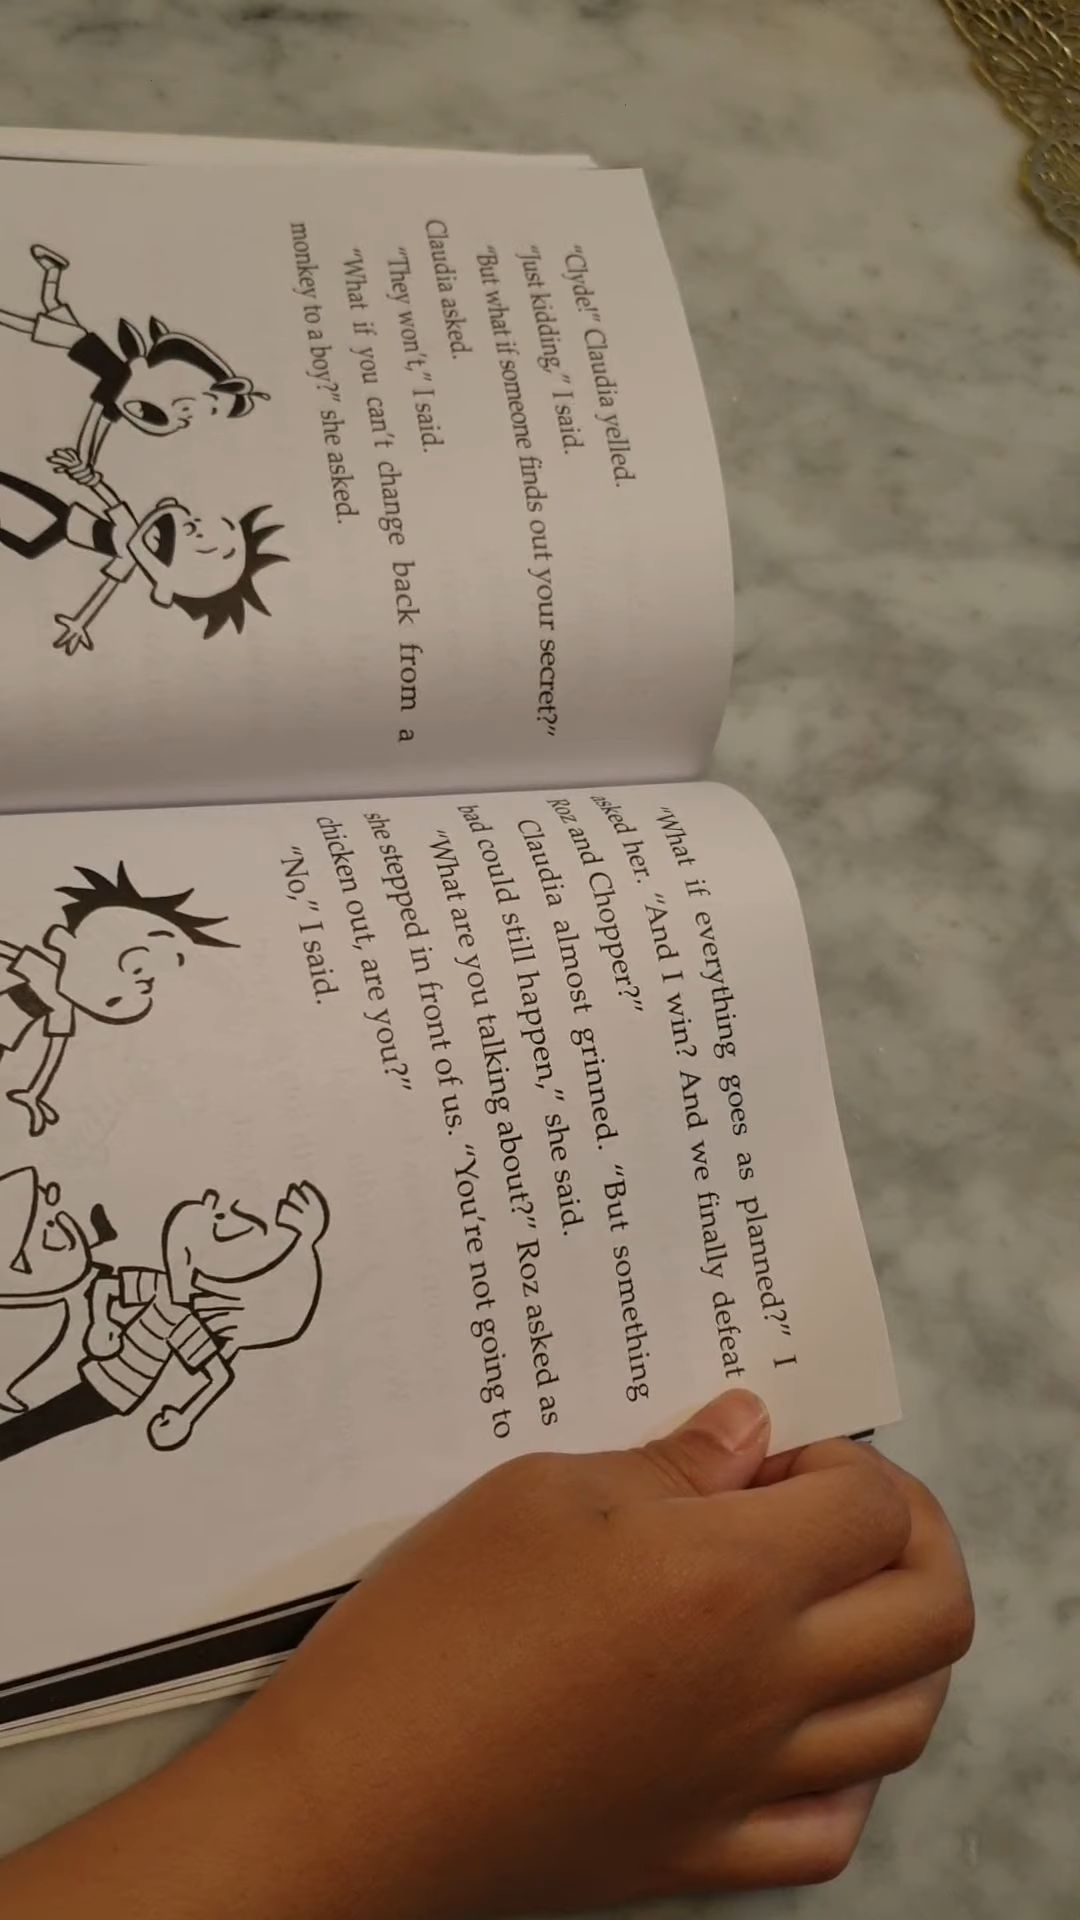 "Clyde!" Claudia yelled.
"Just kidding," I said.
"But what if someone finds out your secret?"
Claudia asked.
"They won't," I said.
"What if you can't change back from a
monkey to a boy?" she asked.
"What if everything goes as planned?" I
asked her. "And I win? And we finally defeat
Roz and Chopper?"
Claudia almost grinned. "But something
bad could still happen," she said.
"What are you talking about?" Roz asked as
she stepped in front of us. "You're not going to
chicken out, are you?"
"No," I said.